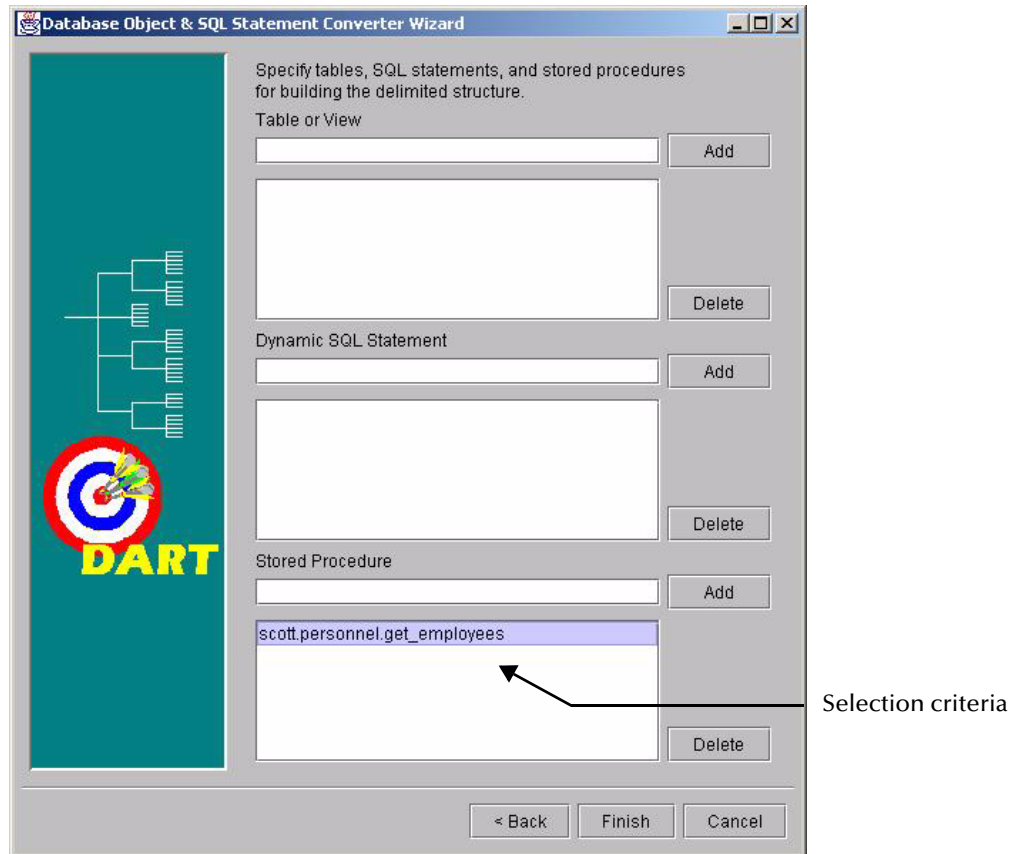 Database Object & SQL Statement Converter Wizard
Specify tables, SQL statements, and stored procedures
for building the delimited structure.
Table or View
Add
Delete
Dynamic SQL Statement
Add
Delete
DART
Stored Procedure
Add
scott.personnel.get_employees
Selection criteria
Delete
< Back
Finish
Cancel